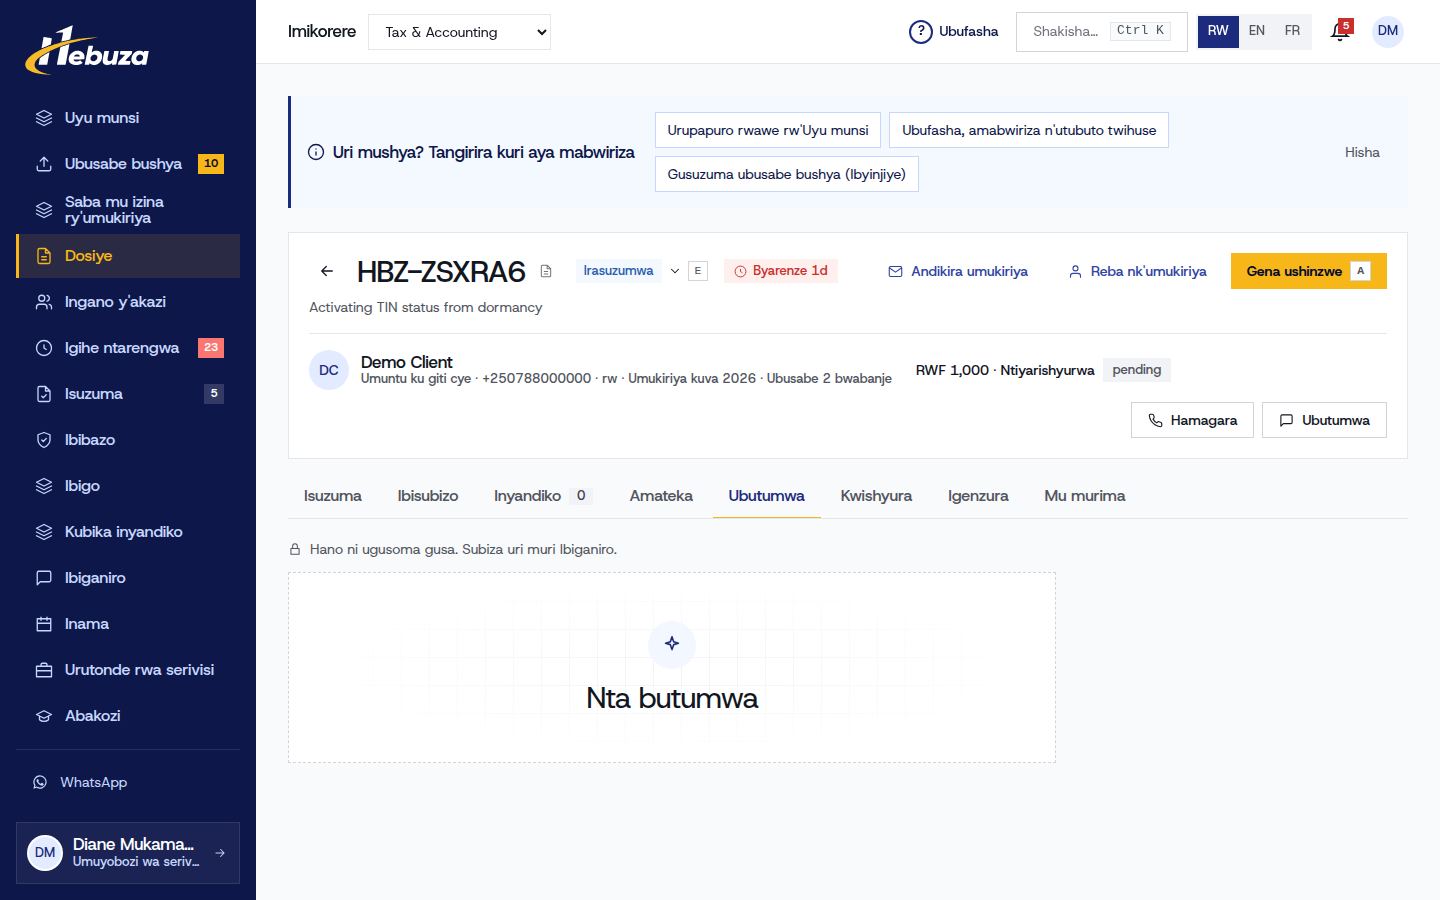 Hebuza
Uyu munsi
Ubusabe bushya 10
Saba mu izina
ry'umukiriya
Dosiye
Ingano y'akazi
Igihe ntarengwa 23
Isuzuma 5
Ibibazo
Ibigo
Kubika inyandiko
Ibiganiro
Inama
Urutonde rwa serivisi
Abakozi
WhatsApp
DM Diane Mukama...
Umuyobozi wa seriv...
Imikorere Tax & Accounting ? Ubufasha Shakisha... Ctrl K RW EN FR 5 DM
Uri mushya? Tangirira kuri aya mabwiriza
Urupapuro rwawe rw'Uyu munsi Ubufasha, amabwiriza n'utubuto twihuse
Gusuzuma ubusabe bushya (Ibyinjiye)
Hisha
HBZ-ZSXRA6 Irasuzumwa E Byarenze 1d Andikira umukiriya Reba nk'umukiriya Gena ushinzwe A
Activating TIN status from dormancy
DC Demo Client
Umuntu ku giti cye · +250788000000 · rw · Umukiriya kuva 2026 · Ubusabe 2 bwabanje
RWF 1,000 · Ntiyarishyurwa pending
Hamagara Ubutumwa
Isuzuma Ibisubizo Inyandiko 0 Amateka Ubutumwa Kwishyura Igenzura Mu murima
Hano ni ugusoma gusa. Subiza uri muri Ibiganiro.
Nta butumwa